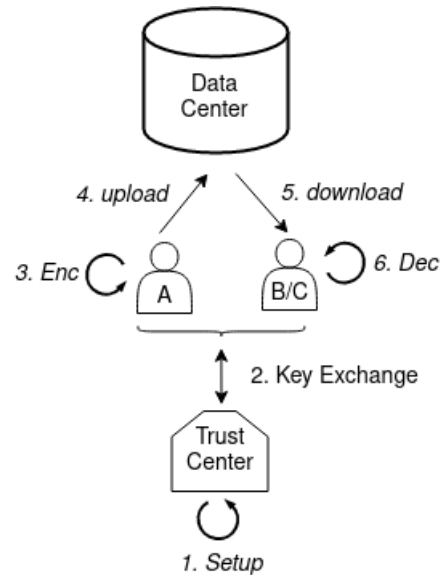 Data
Center
4. upload
5. download
3. Enc
6. Dec
A
B/C
2. Key Exchange
Trust
Center
1. Setup